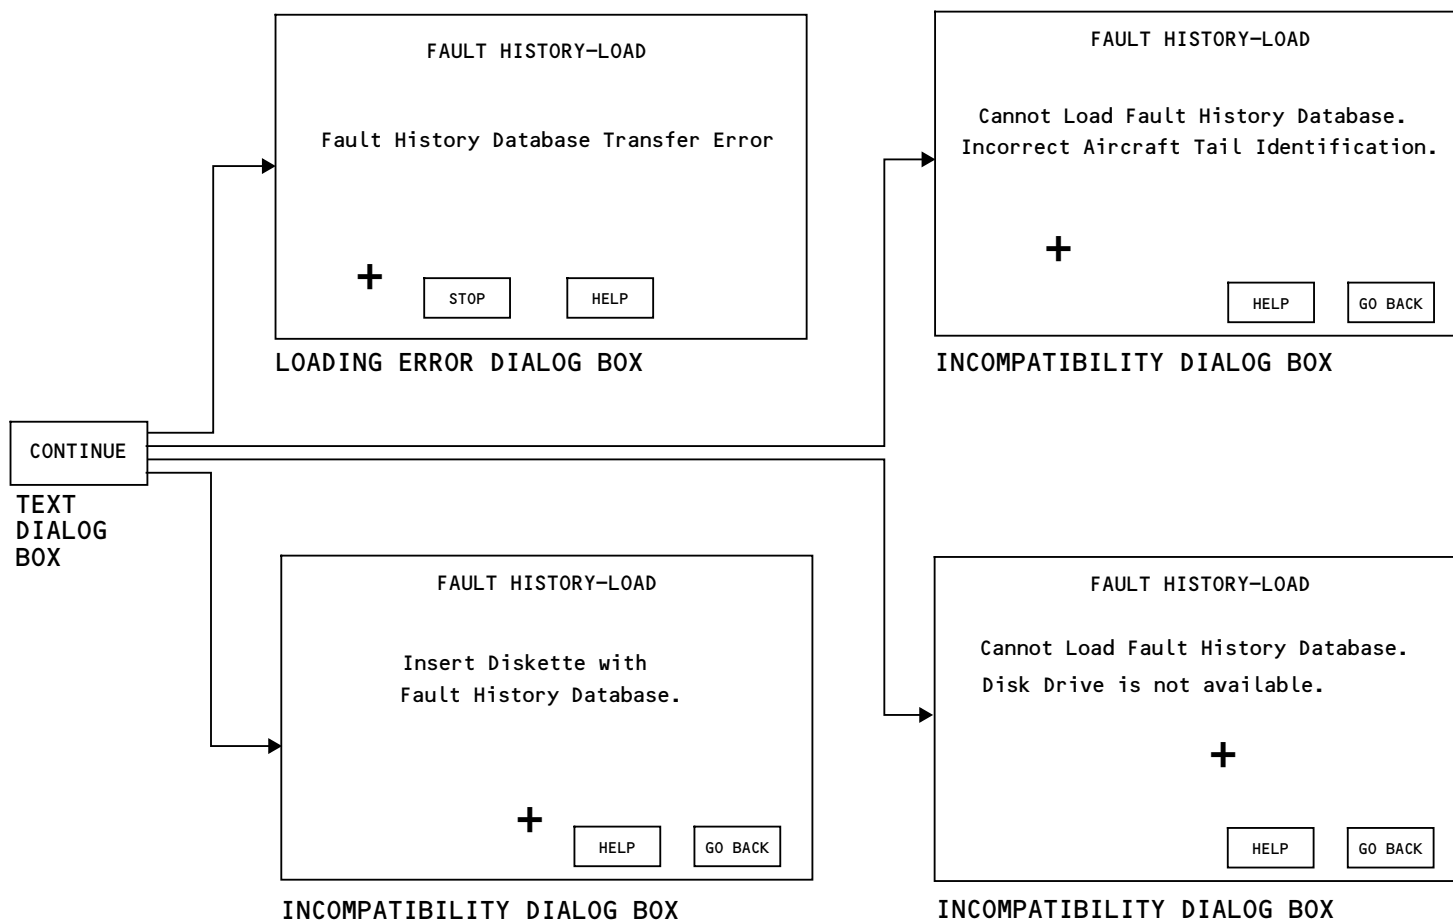 FAULT HISTORY-LOAD
Fault History Database Transfer Error
STOP
HELP
LOADING ERROR DIALOG BOX
FAULT HISTORY-LOAD
Cannot Load Fault History Database.
Incorrect Aircraft Tail Identification.
HELP
GO BACK
INCOMPATIBILITY DIALOG BOX
CONTINUE
TEXT
DIALOG
BOX
FAULT HISTORY-LOAD
Insert Diskette with
Fault History Database.
HELP
GO BACK
INCOMPATIBILITY DIALOG BOX
FAULT HISTORY-LOAD
Cannot Load Fault History Database.
Disk Drive is not available.
HELP
GO BACK
INCOMPATIBILITY DIALOG BOX